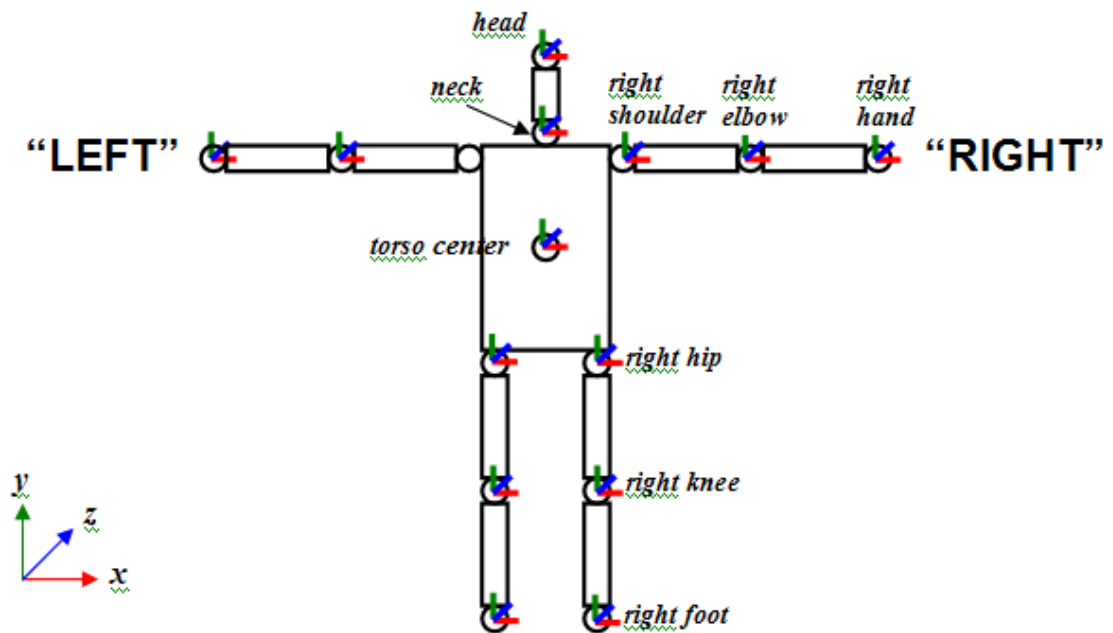 head
neck
right
shoulder
right
elbow
right
hand
“LEFT”
“RIGHT”
torso center
right hip
right knee
right foot
y
z
x